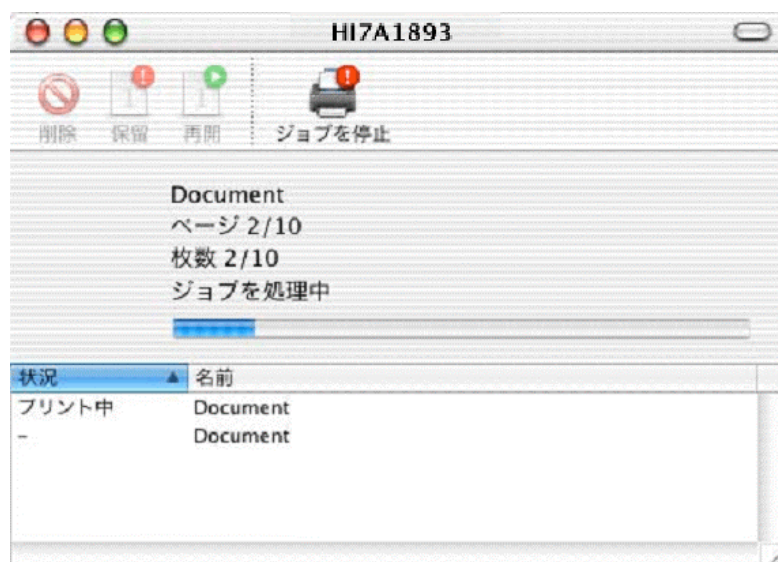 HI7A1893
削除 保留 再開 ジョブを停止
Document
ページ 2/10
枚数 2/10
ジョブを処理中
状況 名前
プリント中 Document
- Document